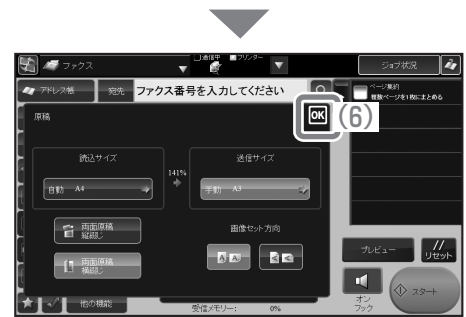 送信中 プリンター
ファクス
ジョブ状況
アドレス帳 宛先 ファクス番号を入力してください
ページ集約
複数ページを1枚にまとめる
原稿
OK (6)
読込サイズ
141%
送信サイズ
自動 A4
手動 A3
両面原稿
縦綴じ
画像セット方向
両面原稿
横綴じ
プレビュー
リセット
他の機能
受信メモリー: 0%
オン
フック
スタート